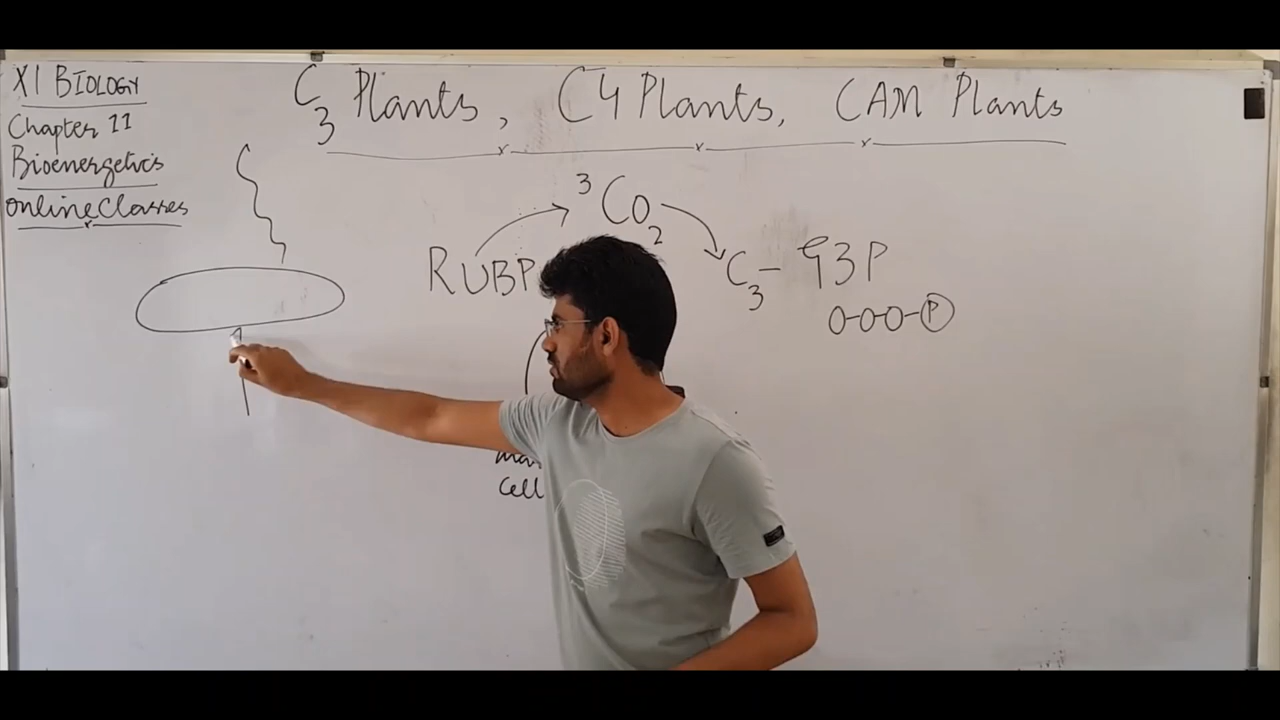 XI BIOLOGY
Chapter 11
Bioenergetics
Online Classes
C3 Plants, C4 Plants, CAM Plants
3 CO2
RUBP
C3 - G3P
O-O-O-P
Cell